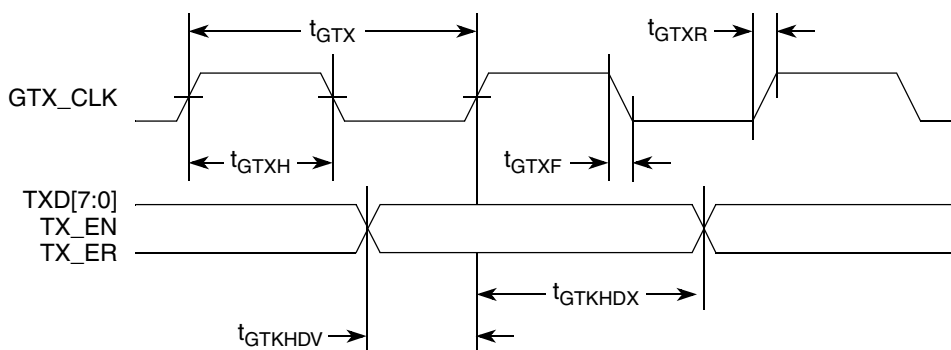 tGTX
tGTXR
GTX_CLK
tGTXH
tGTXF
TXD[7:0]
TX_EN
TX_ER
tGTKHDX
tGTKHDV